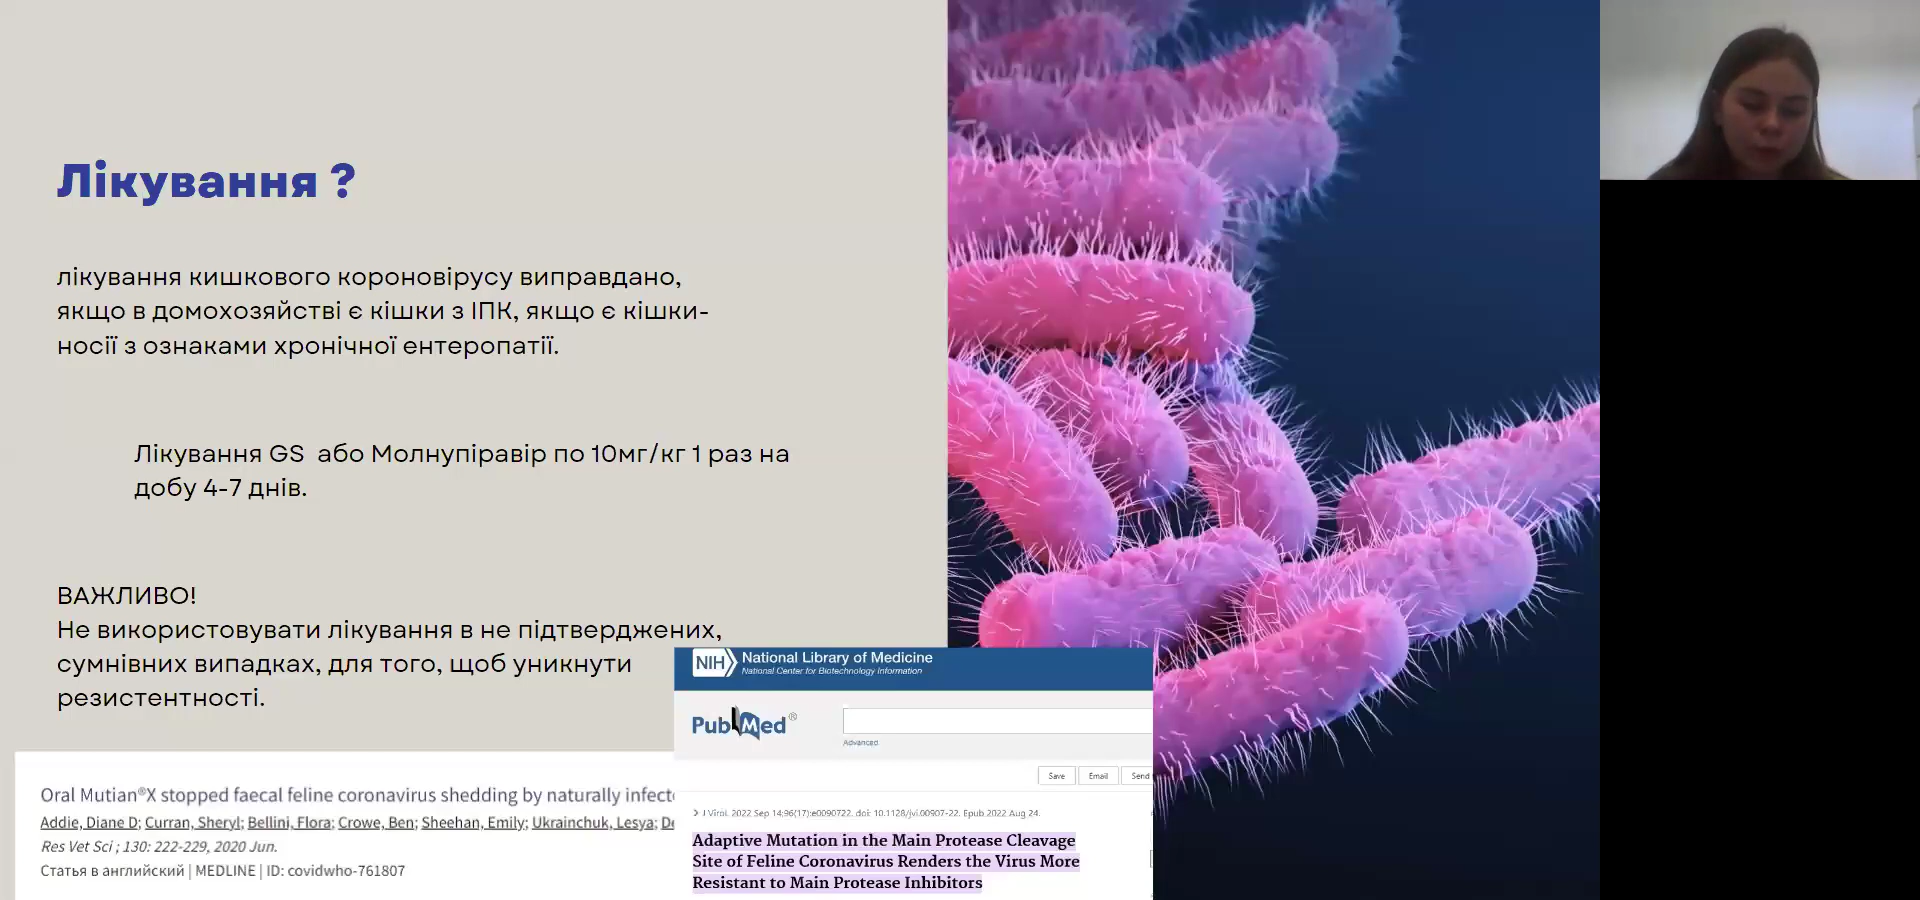 Лікування ?
лікування кишкового короновірусу виправдано,
якщо в домохозяйстві є кішки з ІПК, якщо є кішки-
носії з ознаками хронічної ентеропатії.
Лікування GS або Молнупіравір по 10мг/кг 1 раз на
добу 4-7 днів.
ВАЖЛИВО!
Не використовувати лікування в не підтверджених,
сумнівних випадках, для того, щоб уникнути
резистентності.
Oral Mutian®X stopped faecal feline coronavirus shedding by naturally
Addie, Diane D; Curran, Sheryl; Bellini, Flora; Crowe, Ben; Sheehan, Emily; Ukrainchuk, Lesya;
Res Vet Sci ; 130: 222-229, 2020 Jun.
Статья в английский | MEDLINE | ID: covidwho-761807
NIH National Library of Medicine
National Center for Biotechnology Information
PubMed®
Advanced
Save Email Send
J Virol. 2022 Sep 14;96(17):e0090722. doi: 10.1128/jvi.00907-22. Epub 2022 Aug 24.
Adaptive Mutation in the Main Protease Cleavage
Site of Feline Coronavirus Renders the Virus More
Resistant to Main Protease Inhibitors